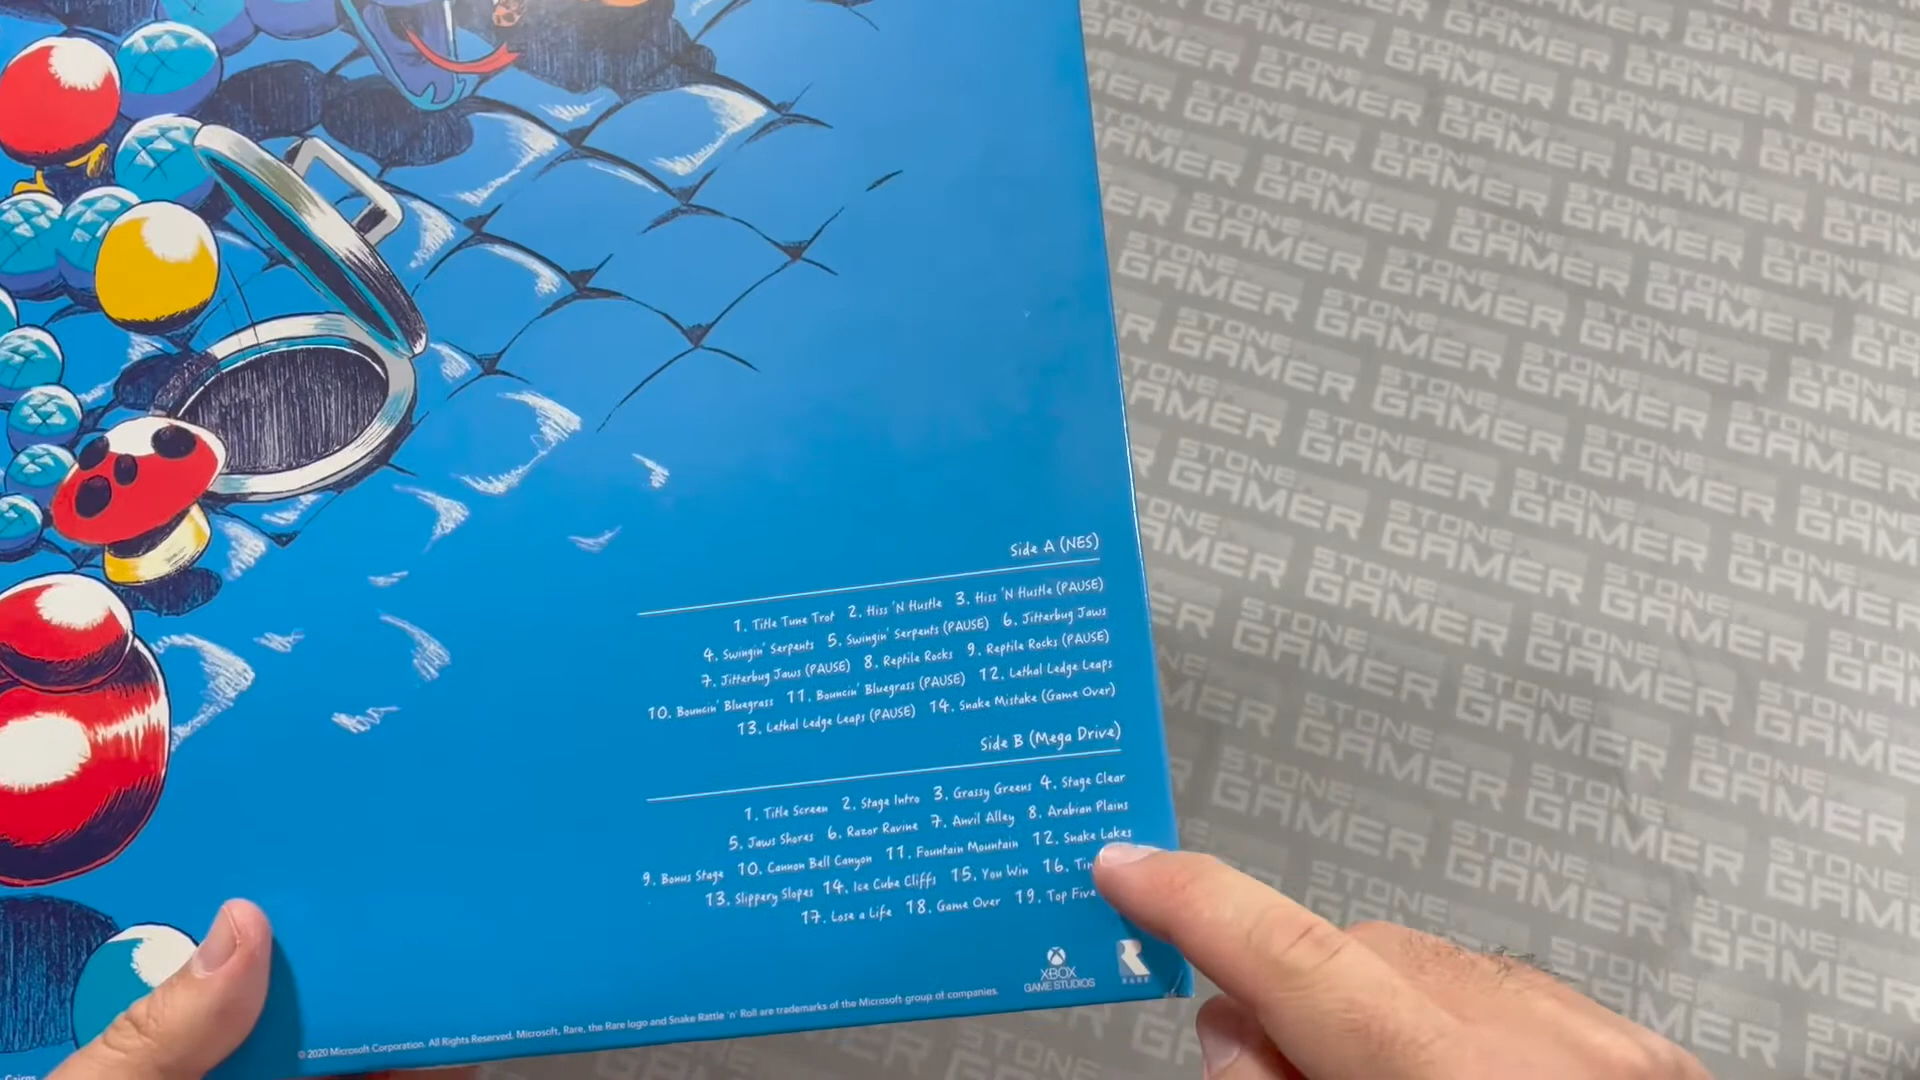 Side A (NES)
1. Title Tune Trot 2. Hiss 'N Hustle 3. Hiss 'N Hustle (PAUSE)
4. Swingin' Serpents 5. Swingin' Serpents (PAUSE) 6. Jitterbug Jaws
7. Jitterbug Jaws (PAUSE) 8. Reptile Rocks 9. Reptile Rocks (PAUSE)
10. Bouncin' Bluegrass 11. Bouncin' Bluegrass (PAUSE) 12. Lethal Ledge Leaps
13. Lethal Ledge Leaps (PAUSE) 14. Snake Mistake (Game Over)
Side B (Mega Drive)
1. Title Screen 2. Stage Intro 3. Grassy Greens 4. Stage Clear
5. Jaws Shores 6. Razor Ravine 7. Anvil Alley 8. Arabian Plains
9. Bonus Stage 10. Cannon Bell Canyon 11. Fountain Mountain 12. Snake Lakes
13. Slippery Slopes 14. Ice Cube Cliffs 15. You Win 16.
17. Lose a Life 18. Game Over 19. Top Five
XBOX
GAME STUDIOS
RARE
© 2020 Microsoft Corporation. All Rights Reserved. Microsoft, Rare, the Rare logo and Snake Rattle 'n' Roll are trademarks of the Microsoft group of companies.
Cairns
STONE
GAMER